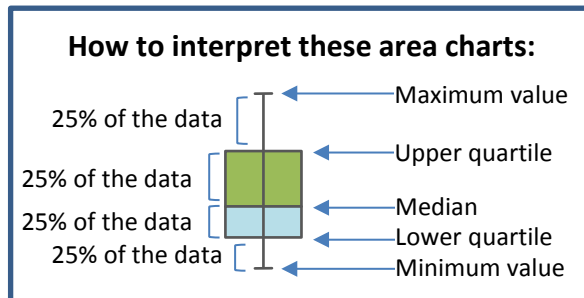 How to interpret these area charts:
Maximum value
25% of the data
Upper quartile
25% of the data
Median
25% of the data
Lower quartile
25% of the data
Minimum value